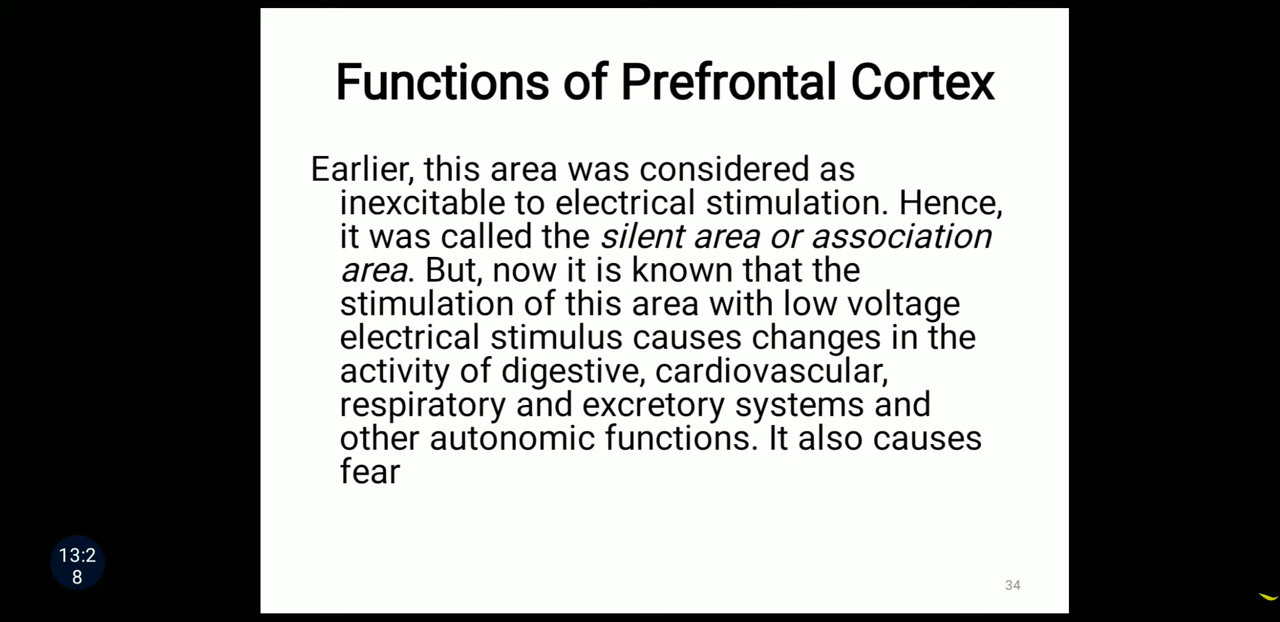 Functions of Prefrontal Cortex
Earlier, this area was considered as
inexcitable to electrical stimulation. Hence,
it was called the silent area or association
area. But, now it is known that the
stimulation of this area with low voltage
electrical stimulus causes changes in the
activity of digestive, cardiovascular,
respiratory and excretory systems and
other autonomic functions. It also causes
fear
13:2
8
34